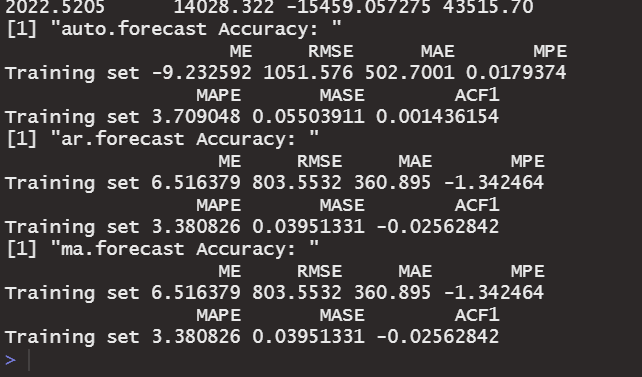 2022.5205 14028.322 -15459.057275 43515.70
[1] "auto.forecast Accuracy: "
ME RMSE MAE MPE
Training set -9.232592 1051.576 502.7001 0.0179374
MAPE MASE ACF1
Training set 3.709048 0.05503911 0.001436154
[1] "ar.forecast Accuracy: "
ME RMSE MAE MPE
Training set 6.516379 803.5532 360.895 -1.342464
MAPE MASE ACF1
Training set 3.380826 0.03951331 -0.02562842
[1] "ma.forecast Accuracy: "
ME RMSE MAE MPE
Training set 6.516379 803.5532 360.895 -1.342464
MAPE MASE ACF1
Training set 3.380826 0.03951331 -0.02562842
>